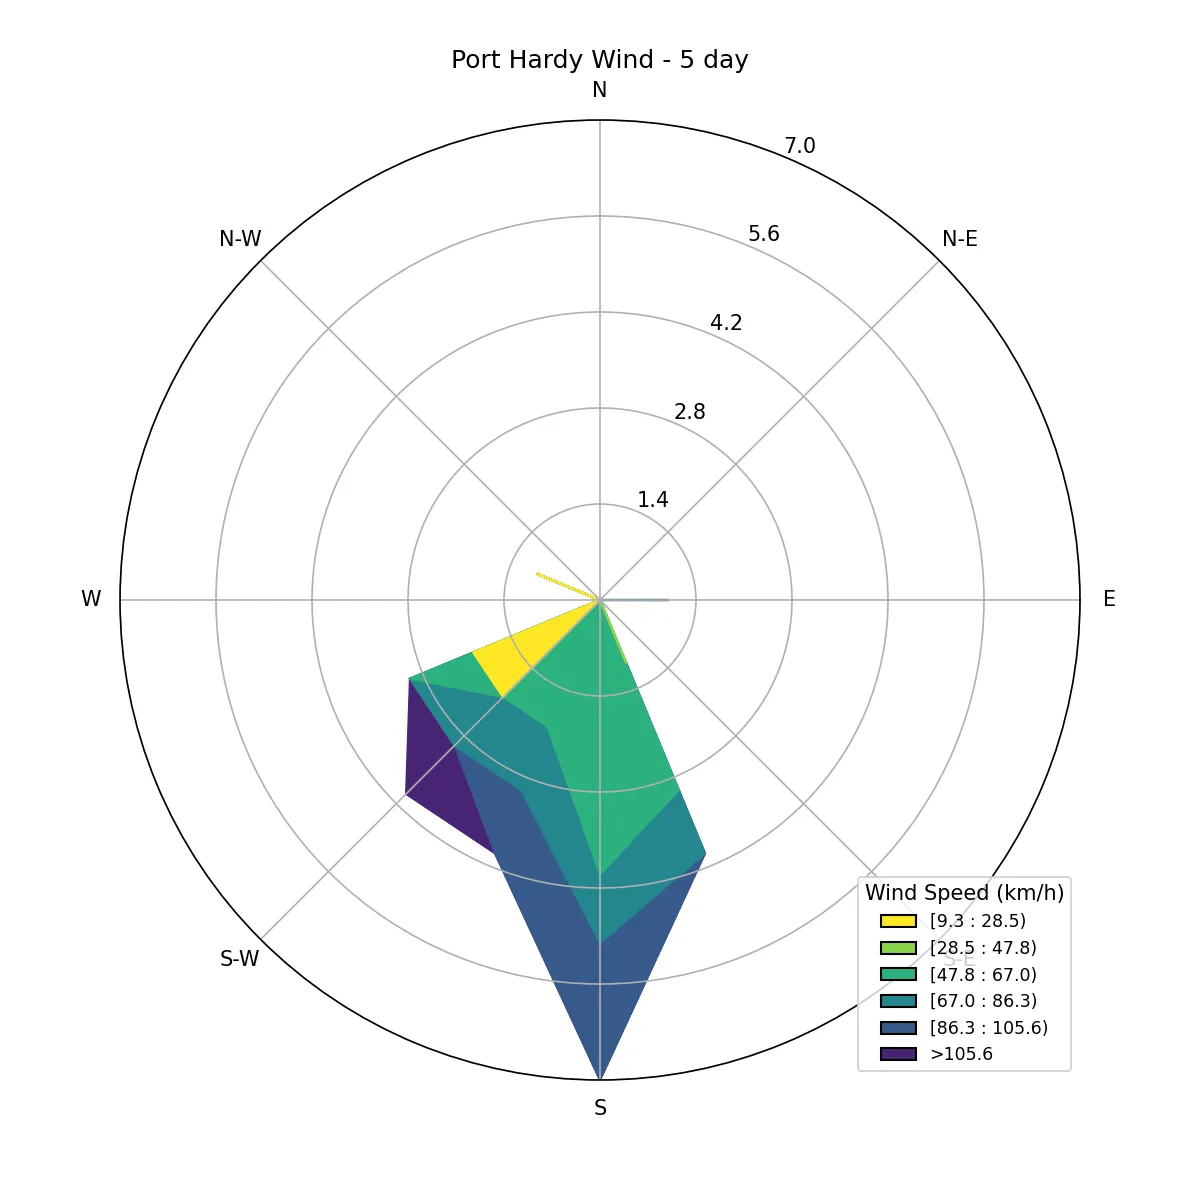 Port Hardy Wind - 5 day
N
7.0
N-W
5.6
N-E
4.2
2.8
1.4
W
E
S-W
S-E
S
Wind Speed (km/h)
[9.3 : 28.5)
[28.5 : 47.8)
[47.8 : 67.0)
[67.0 : 86.3)
[86.3 : 105.6)
>105.6